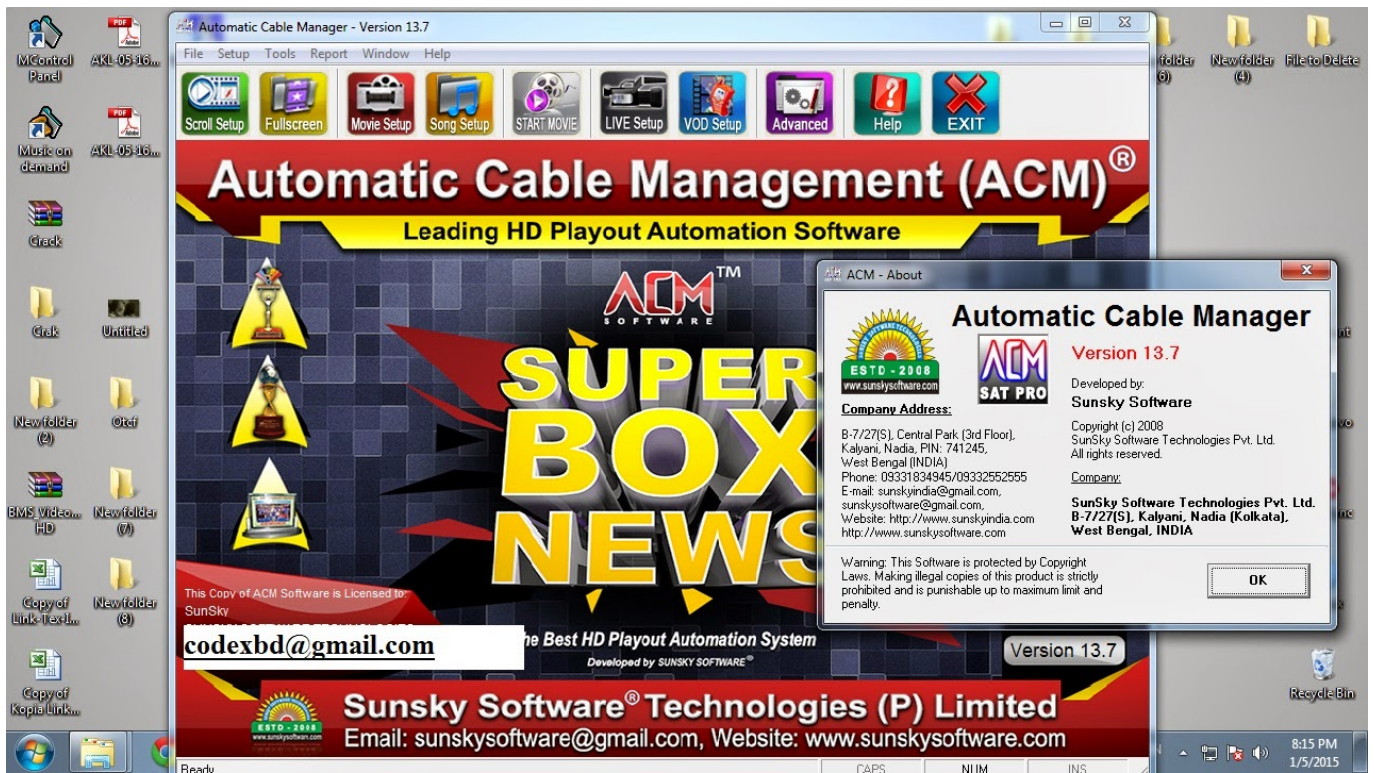 MControl
Panel
AKL-05-16...
Music on
demand
AKL-05-16...
Crack
Crak
Untitled
New folder
(2)
Otcf
BMS_Video...
HD
New folder
(7)
Copy of
Link-Tex-I...
New folder
(8)
Copy of
Kopia Link...
Automatic Cable Manager - Version 13.7
File Setup Tools Report Window Help
Scroll Setup Fullscreen Movie Setup Song Setup START MOVIE LIVE Setup VOD Setup Advanced Help EXIT
Automatic Cable Management (ACM)®
Leading HD Playout Automation Software
ACM™
SOFTWARE
SUPER
BOX
NEWS
This Copy of ACM Software is Licensed to:
SunSky
codexbd@gmail.com
he Best HD Playout Automation System
Developed by SUNSKY SOFTWARE®
Version 13.7
ESTD - 2008
Sunsky Software® Technologies (P) Limited
Email: sunskysoftware@gmail.com, Website: www.sunskysoftware.com
Ready CAPS NUM INS
ACM - About
Automatic Cable Manager
SUNSKY SOFTWARE TECHNOLOGIES
ESTD - 2008
www.sunskysoftware.com
ACM
SAT PRO
Version 13.7
Developed by:
Sunsky Software
Copyright (c) 2008
SunSky Software Technologies Pvt. Ltd.
All rights reserved.
Company:
SunSky Software Technologies Pvt. Ltd.
B-7/27(S), Kalyani, Nadia (Kolkata),
West Bengal, INDIA
Company Address:
B-7/27(S), Central Park (3rd Floor),
Kalyani, Nadia, PIN: 741245,
West Bengal (INDIA)
Phone: 09331834945/09332552555
E-mail: sunskyindia@gmail.com,
sunskysoftware@gmail.com,
Website: http://www.sunskyindia.com
http://www.sunskysoftware.com
Warning: This Software is protected by Copyright
Laws. Making illegal copies of this product is strictly
prohibited and is punishable up to maximum limit and
penalty.
OK
folder
6)
New folder
(4)
File to Delete
Recycle Bin
8:15 PM
1/5/2015